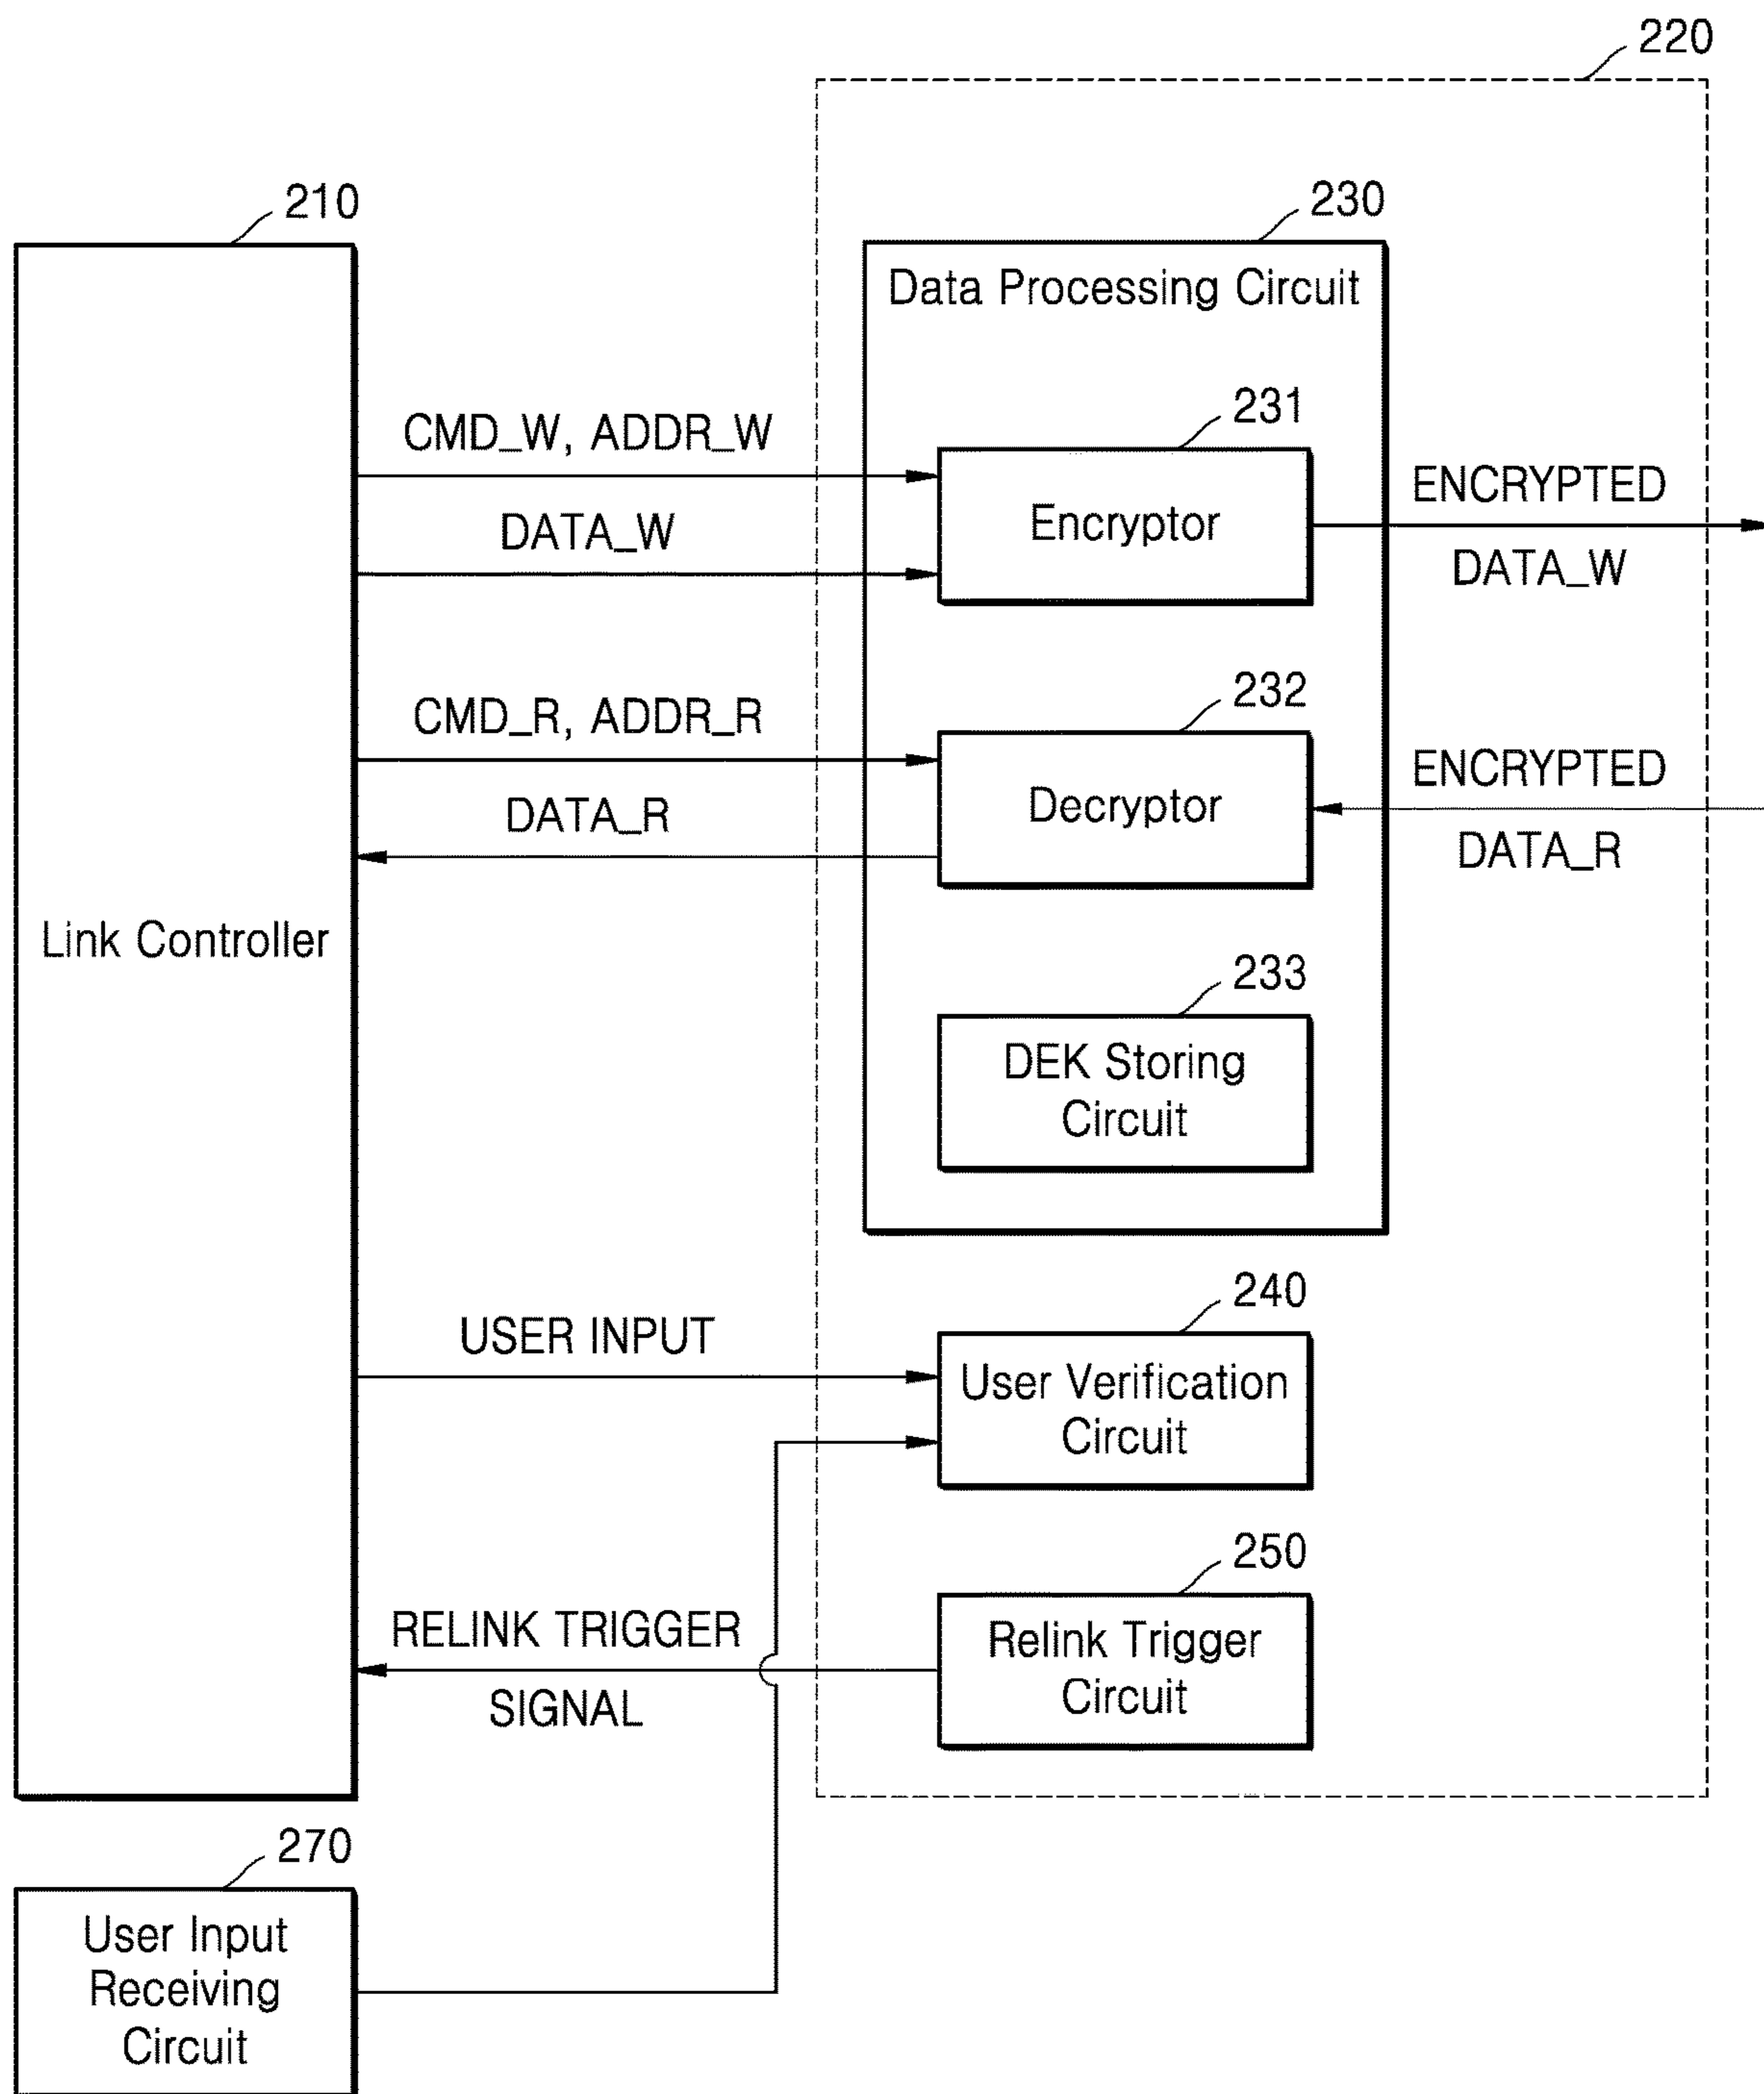 220
210
230
Data Processing Circuit
231
CMD_W, ADDR_W
Encryptor
ENCRYPTED
DATA_W
DATA_W
232
CMD_R, ADDR_R
Decryptor
ENCRYPTED
DATA_R
DATA_R
Link Controller
233
DEK Storing
Circuit
240
USER INPUT
User Verification
Circuit
250
RELINK TRIGGER
SIGNAL
Relink Trigger
Circuit
270
User Input
Receiving
Circuit